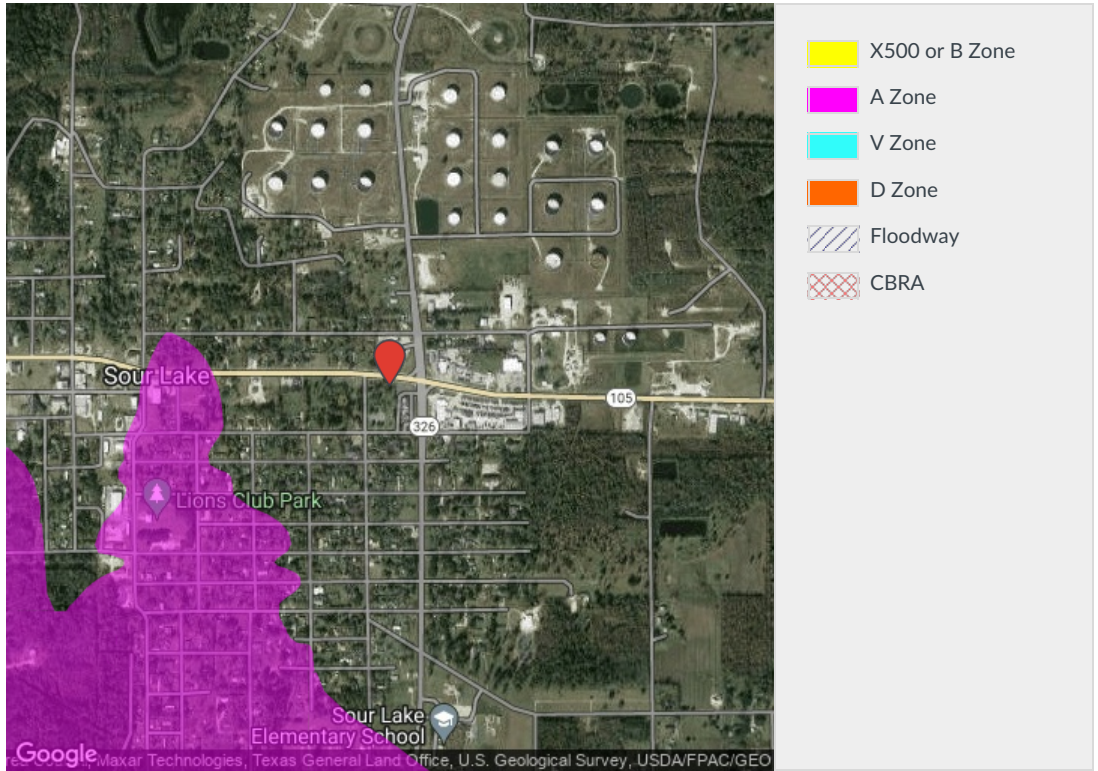 Sour Lake
105
326
Lions Club Park
Sour Lake
Elementary School
Google
Maxar Technologies, Texas General Land Office, U.S. Geological Survey, USDA/FPAC/GEO
X500 or B Zone
A Zone
V Zone
D Zone
Floodway
CBRA